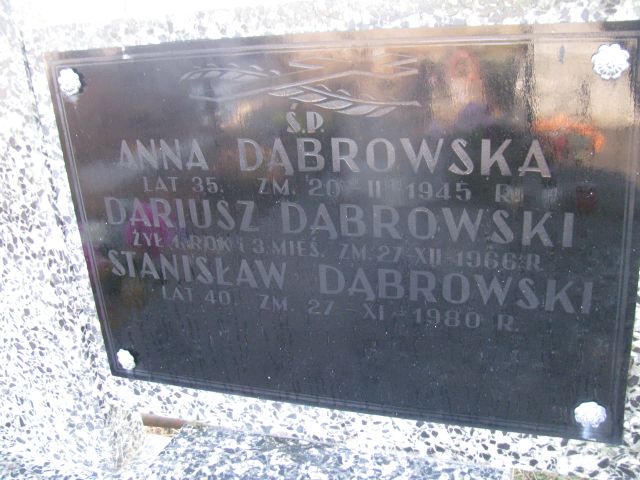 Ś.P.
ANNA DĄBROWSKA
LAT 35. ZM. 20-II-1945 R.
DARIUSZ DĄBROWSKI
ŻYŁ 1 ROK I 3 MIEŚ. ZM. 27-XII-1966 R.
STANISŁAW DĄBROWSKI
LAT 40. ZM. 27-XI-1980 R.